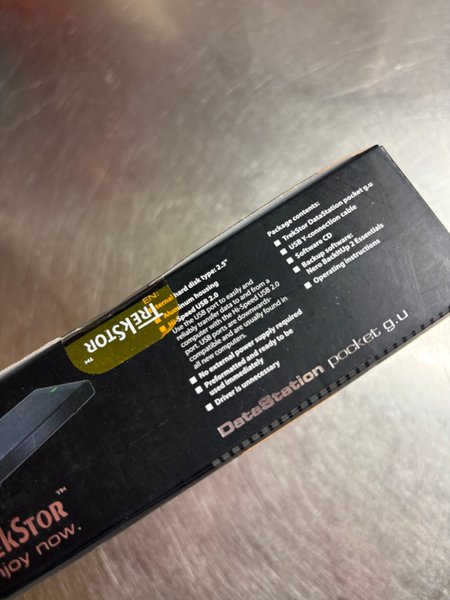 EN
TREKSTOR
™
ernal hard disk type: 2.5"
Aluminum housing
Hi-Speed USB 2.0
Use the USB port to easily and
reliably transfer data to and from a
computer with the Hi-Speed USB 2.0
port. USB ports are downwards-
compatible and are usually found in
all new computers.
No external power supply required
Preformatted and ready to be
used immediately
Driver is unnecessary
Package contents:
TrekStor DataStation pocket g.u
USB Y-connection cable
Software CD
Backup software:
Nero BackItUp 2 Essentials
Operating instructions
DataStation pocket g.u
ekStor™
njoy now.